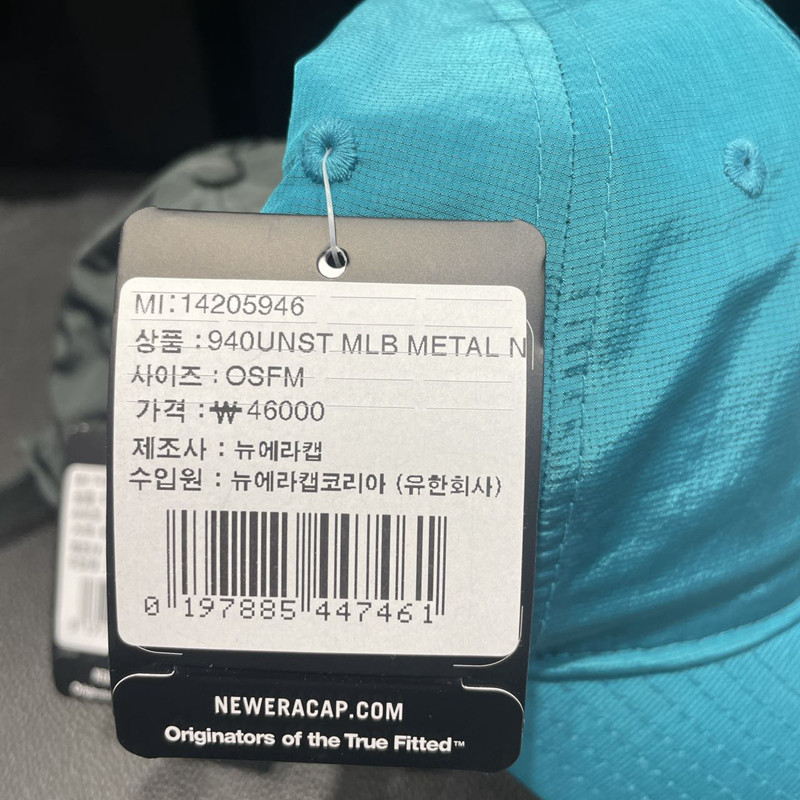 MI:14205946
상품 :940UNST MLB METAL N
사이즈 : OSFM
가격 : ₩ 46000
제조사 : 뉴에라캡
수입원 : 뉴에라캡코리아 (유한회사)
0 197885 447461
NEWERACAP.COM
Originators of the True Fitted™